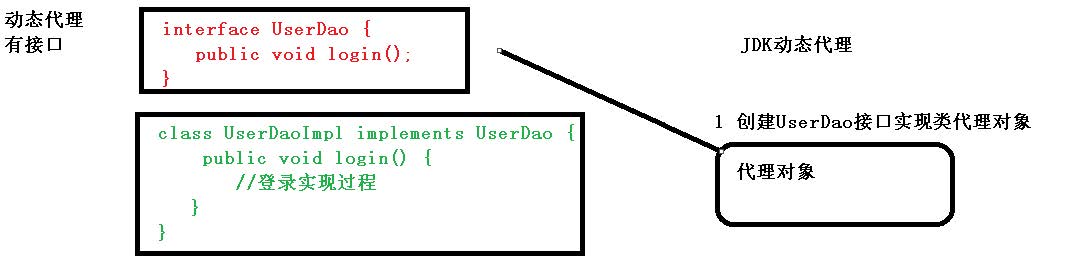 动态代理
有接口
interface UserDao {
public void login();
}
class UserDaoImpl implements UserDao {
public void login() {
//登录实现过程
}
}
JDK动态代理
1 创建UserDao接口实现类代理对象
代理对象